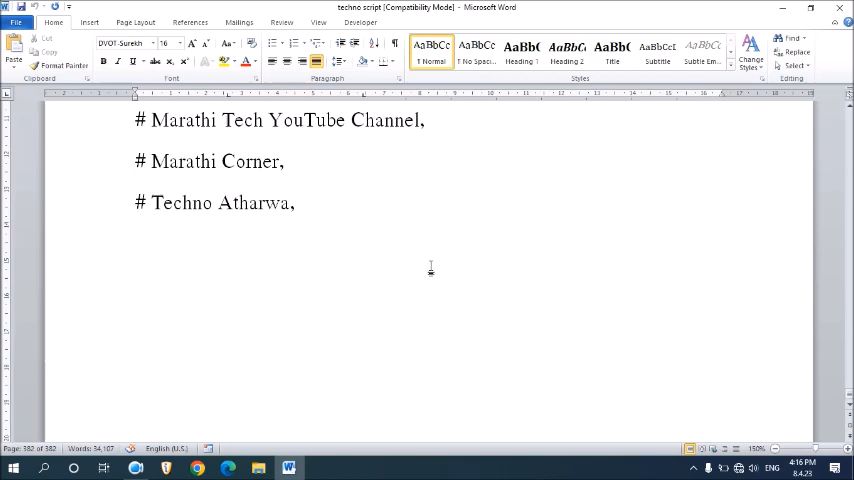 techno script [Compatibility Mode] - Microsoft Word
File Home Insert Page Layout References Mailings Review View Developer
Paste
Cut
Copy
Format Painter
Clipboard
DVOT-Surekh 16
Font
Paragraph
AaBbCc AaBbCc AaBbC AaBbCc AaBbC AaBbCcI AaBbCc
¶ Normal ¶ No Spaci... Heading 1 Heading 2 Title Subtitle Subtle Em...
Styles
Change Styles
Find
Replace
Select
Editing
# Marathi Tech YouTube Channel,
# Marathi Corner,
# Techno Atharwa,
Page: 382 of 382 Words: 34,107 English (U.S.) 150%
ENG 4:16 PM
8.4.23